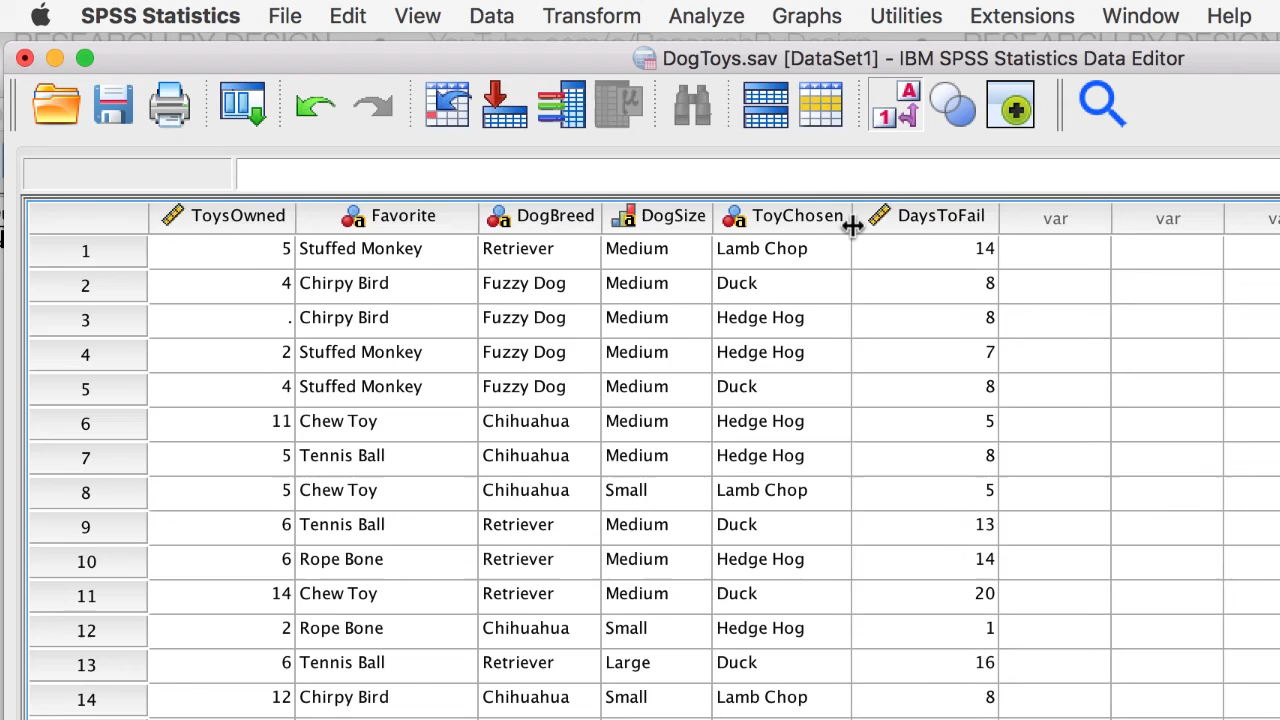 SPSS Statistics File Edit View Data Transform Analyze Graphs Utilities Extensions Window Help
DogToys.sav [DataSet1] - IBM SPSS Statistics Data Editor
ToysOwned Favorite DogBreed DogSize ToyChosen DaysToFail var var
1 5 Stuffed Monkey Retriever Medium Lamb Chop 14
2 4 Chirpy Bird Fuzzy Dog Medium Duck 8
3 . Chirpy Bird Fuzzy Dog Medium Hedge Hog 8
4 2 Stuffed Monkey Fuzzy Dog Medium Hedge Hog 7
5 4 Stuffed Monkey Fuzzy Dog Medium Duck 8
6 11 Chew Toy Chihuahua Medium Hedge Hog 5
7 5 Tennis Ball Chihuahua Medium Hedge Hog 8
8 5 Chew Toy Chihuahua Small Lamb Chop 5
9 6 Tennis Ball Retriever Medium Duck 13
10 6 Rope Bone Retriever Medium Hedge Hog 14
11 14 Chew Toy Retriever Medium Duck 20
12 2 Rope Bone Chihuahua Small Hedge Hog 1
13 6 Tennis Ball Retriever Large Duck 16
14 12 Chirpy Bird Chihuahua Small Lamb Chop 8